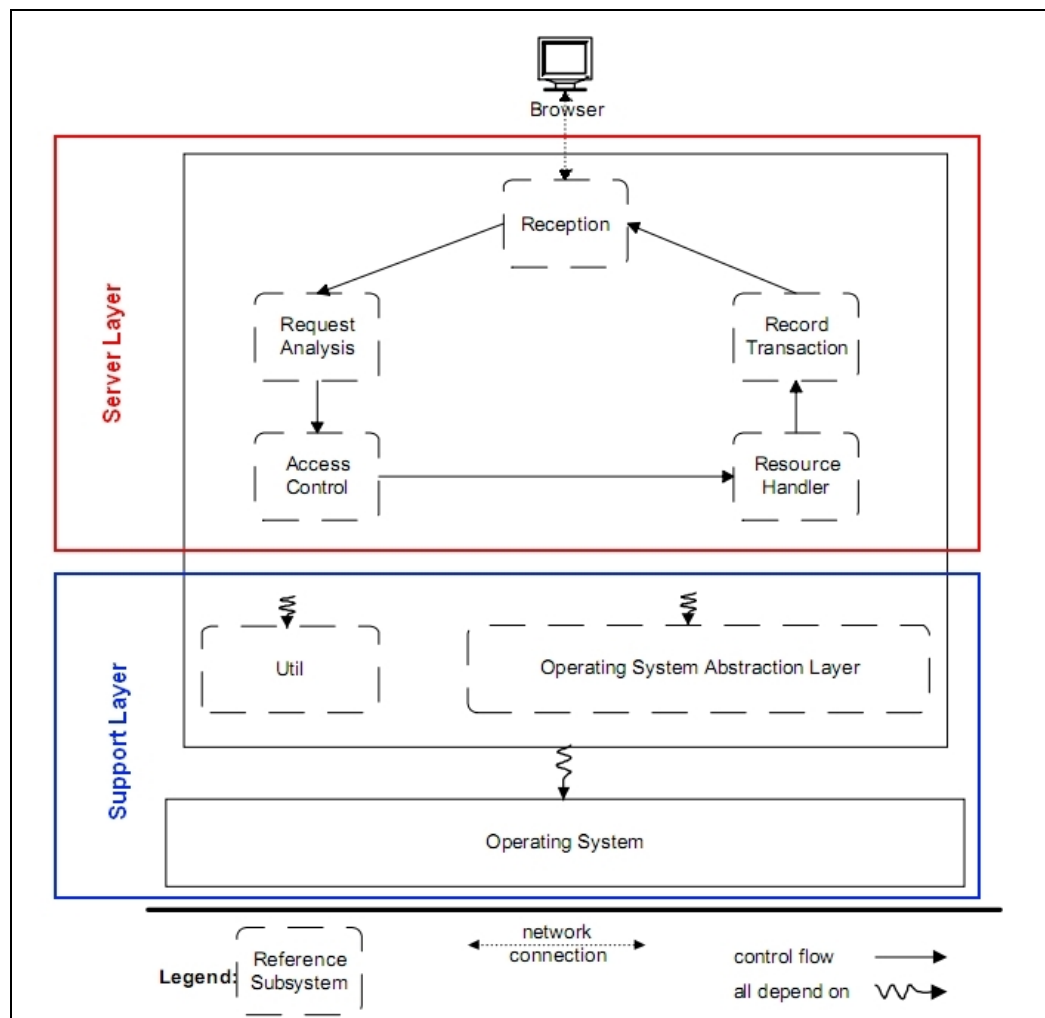 Browser
Server Layer
Reception
Request
Analysis
Record
Transaction
Access
Control
Resource
Handler
Support Layer
Util
Operating System Abstraction Layer
Operating System
Legend:
Reference
Subsystem
network
connection
control flow
all depend on